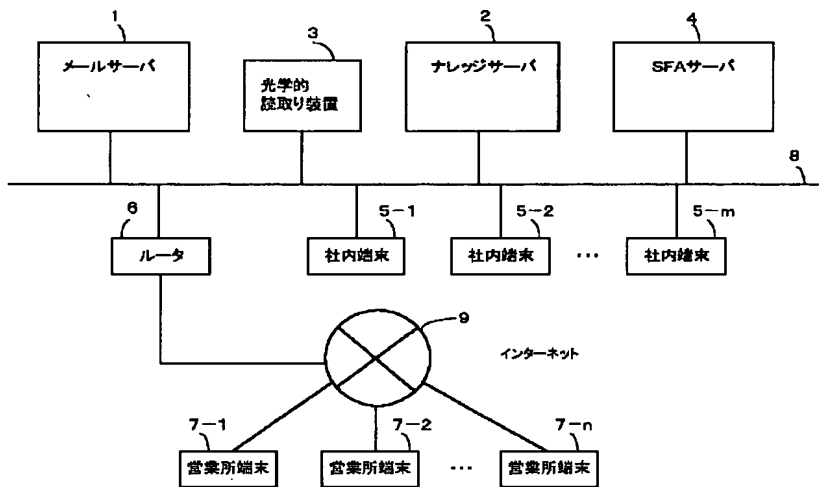 1
2
3
4
メールサーバ
光学的
読取り装置
ナレッジサーバ
SFAサーバ
8
6
5-1
5-2
5-m
ルータ
社内端末
社内端末
...
社内端末
9
インターネット
7-1
7-2
7-n
営業所端末
営業所端末
...
営業所端末